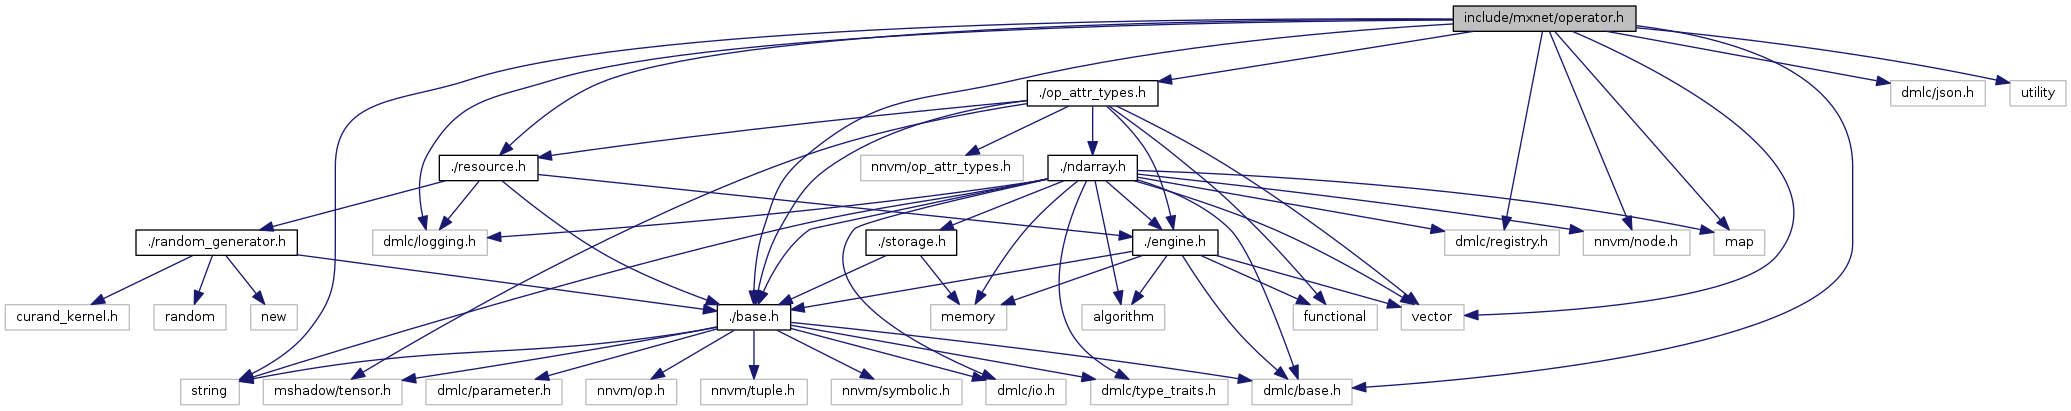 include/mxnet/operator.h
./op_attr_types.h
dmlc/json.h
utility
./resource.h
nnvm/op_attr_types.h
./ndarray.h
./random_generator.h
dmlc/logging.h
./storage.h
./engine.h
dmlc/registry.h
nnvm/node.h
map
curand_kernel.h
random
new
./base.h
memory
algorithm
functional
vector
string
mshadow/tensor.h
dmlc/parameter.h
nnvm/op.h
nnvm/tuple.h
nnvm/symbolic.h
dmlc/io.h
dmlc/type_traits.h
dmlc/base.h